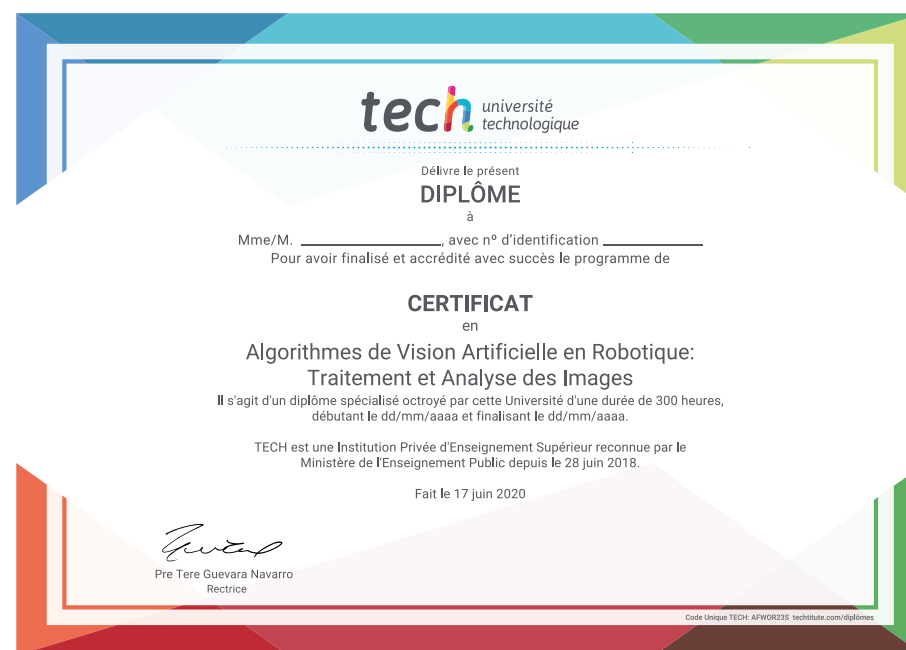 tech université
technologique
Délivre le présent
DIPLÔME
à
Mme/M. ____________________, avec nº d'identification ______________
Pour avoir finalisé et accrédité avec succès le programme de
CERTIFICAT
en
Algorithmes de Vision Artificielle en Robotique:
Traitement et Analyse des Images
Il s'agit d'un diplôme spécialisé octroyé par cette Université d'une durée de 300 heures,
débutant le dd/mm/aaaa et finalisant le dd/mm/aaaa.
TECH est une Institution Privée d'Enseignement Supérieur reconnue par le
Ministère de l'Enseignement Public depuis le 28 juin 2018.
Fait le 17 juin 2020
Pre Tere Guevara Navarro
Rectrice
Code Unique TECH: AFWOR23S techtitute.com/diplômes